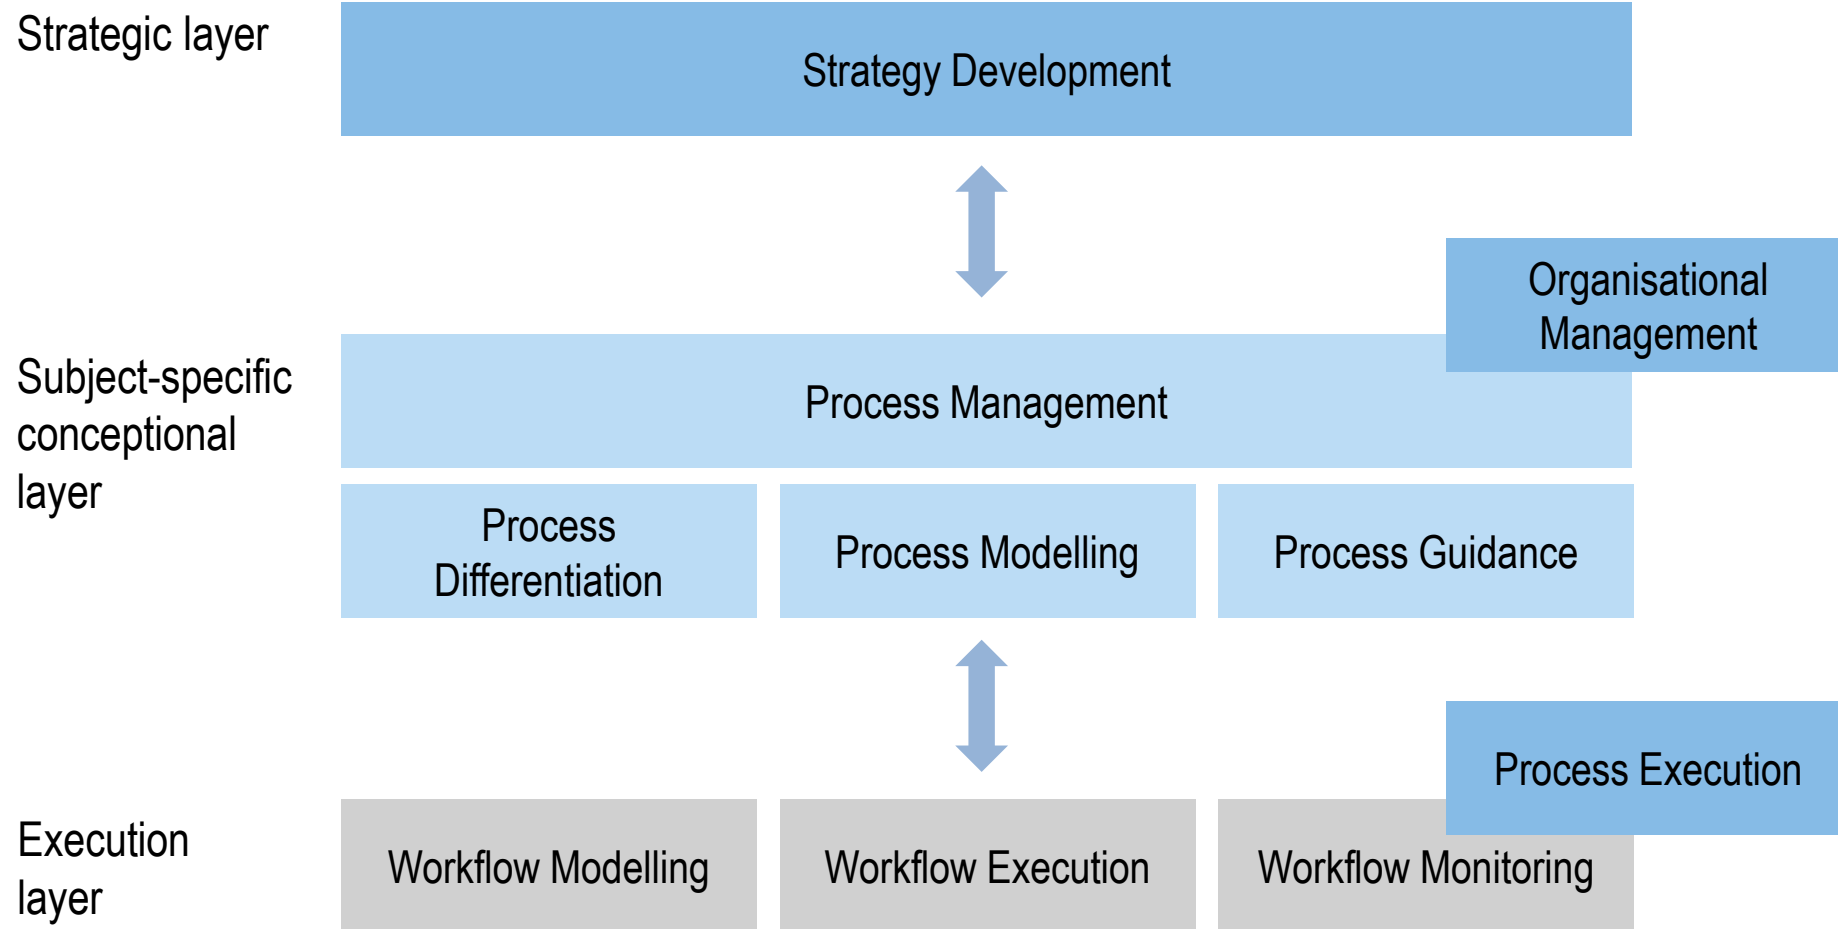 Strategic layer
Strategy Development
Organisational
Management
Subject-specific
conceptional
layer
Process Management
Process
Differentiation
Process Modelling
Process Guidance
Process Execution
Execution
layer
Workflow Modelling
Workflow Execution
Workflow Monitoring